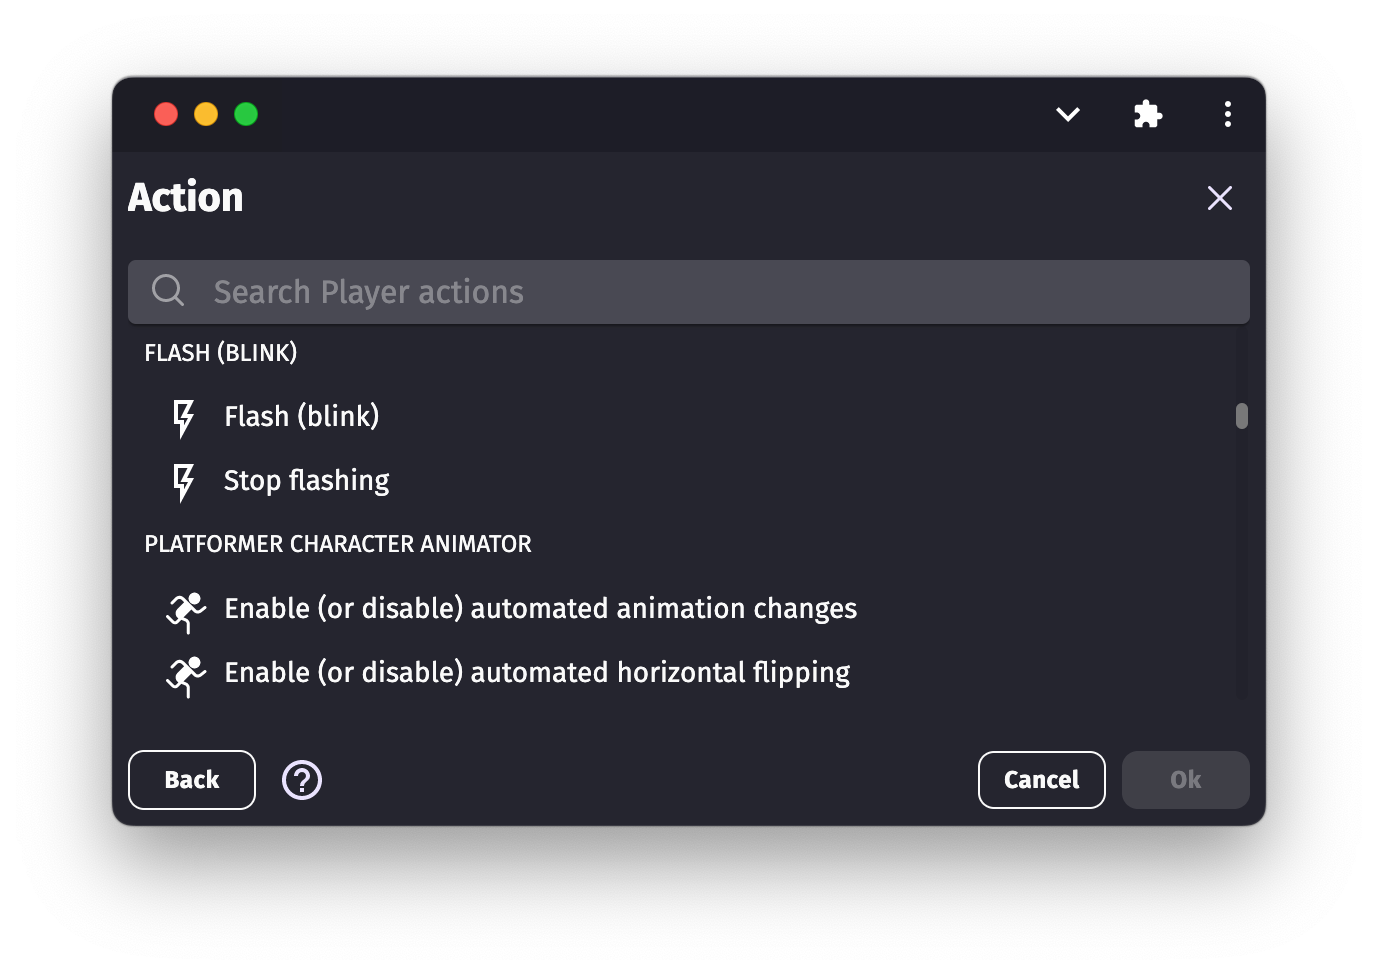 Action
Search Player actions
FLASH (BLINK)
Flash (blink)
Stop flashing
PLATFORMER CHARACTER ANIMATOR
Enable (or disable) automated animation changes
Enable (or disable) automated horizontal flipping
Back
Cancel
Ok